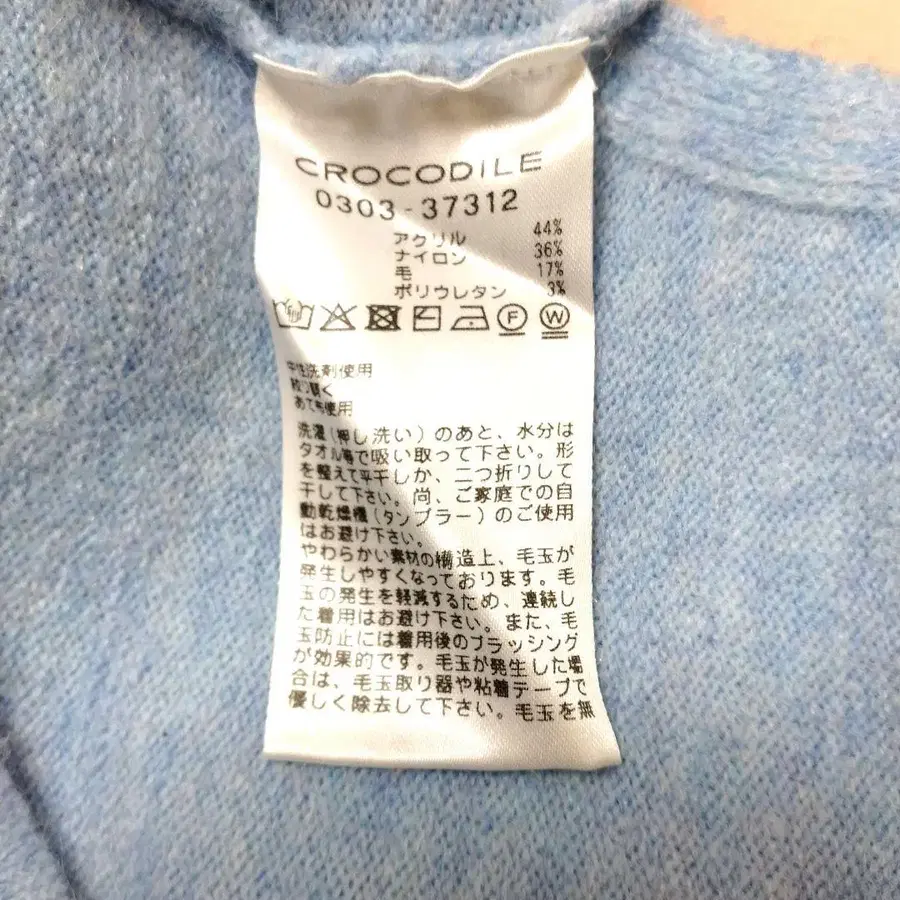 CROCODiLE
0303-37312
アクリル 44%
ナイロン 36%
毛 17%
ポリウレタン 3%
F W
中性洗剤使用
絞り弱く
あて布使用
洗濯(押し洗い)のあと、水分は
タオル等で吸い取って下さい。形
を整えて平干しか、二つ折りして
干して下さい。尚、ご家庭での自
動乾燥機(タンブラー)のご使用
はお避け下さい。
やわらかい素材の構造上、毛玉が
発生しやすくなっております。毛
玉の発生を軽減するため、連続し
た着用はお避け下さい。また、毛
玉防止には着用後のブラッシング
が効果的です。毛玉が発生した場
合は、毛玉取り器や粘着テープで
優しく除去して下さい。毛玉を無